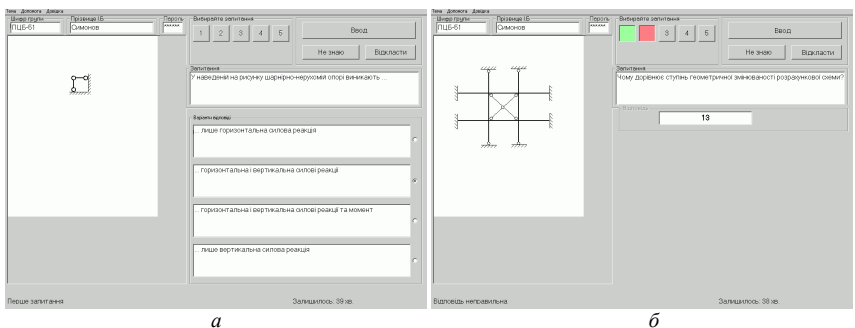 Тема Допомога Довідка
Шифр групи Прізвище І.Б. Пароль
ПЦБ-61 Симонов ******
Вибирайте запитання
1 2 3 4 5
Ввод
Не знаю Відкласти
Запитання
У наведеній на рисунку шарнірно-нерухомій опорі виникають ...
Варіанти відповіді
... лише горизонтальна силова реакція
... горизонтальна і вертикальна силові реакції
... горизонтальна і вертикальна силові реакції та момент
... лише вертикальна силова реакція
Перше запитання
Залишилось: 39 хв.
а
Тема Допомога Довідка
Шифр групи Прізвище І.Б. Пароль
ПЦБ-61 Симонов ******
Вибирайте запитання
3 4 5
Ввод
Не знаю Відкласти
Запитання
Чому дорівнює ступінь геометричної змінюваності розрахункової схеми?
13
Відповідь неправильна
Залишилось: 38 хв.
б